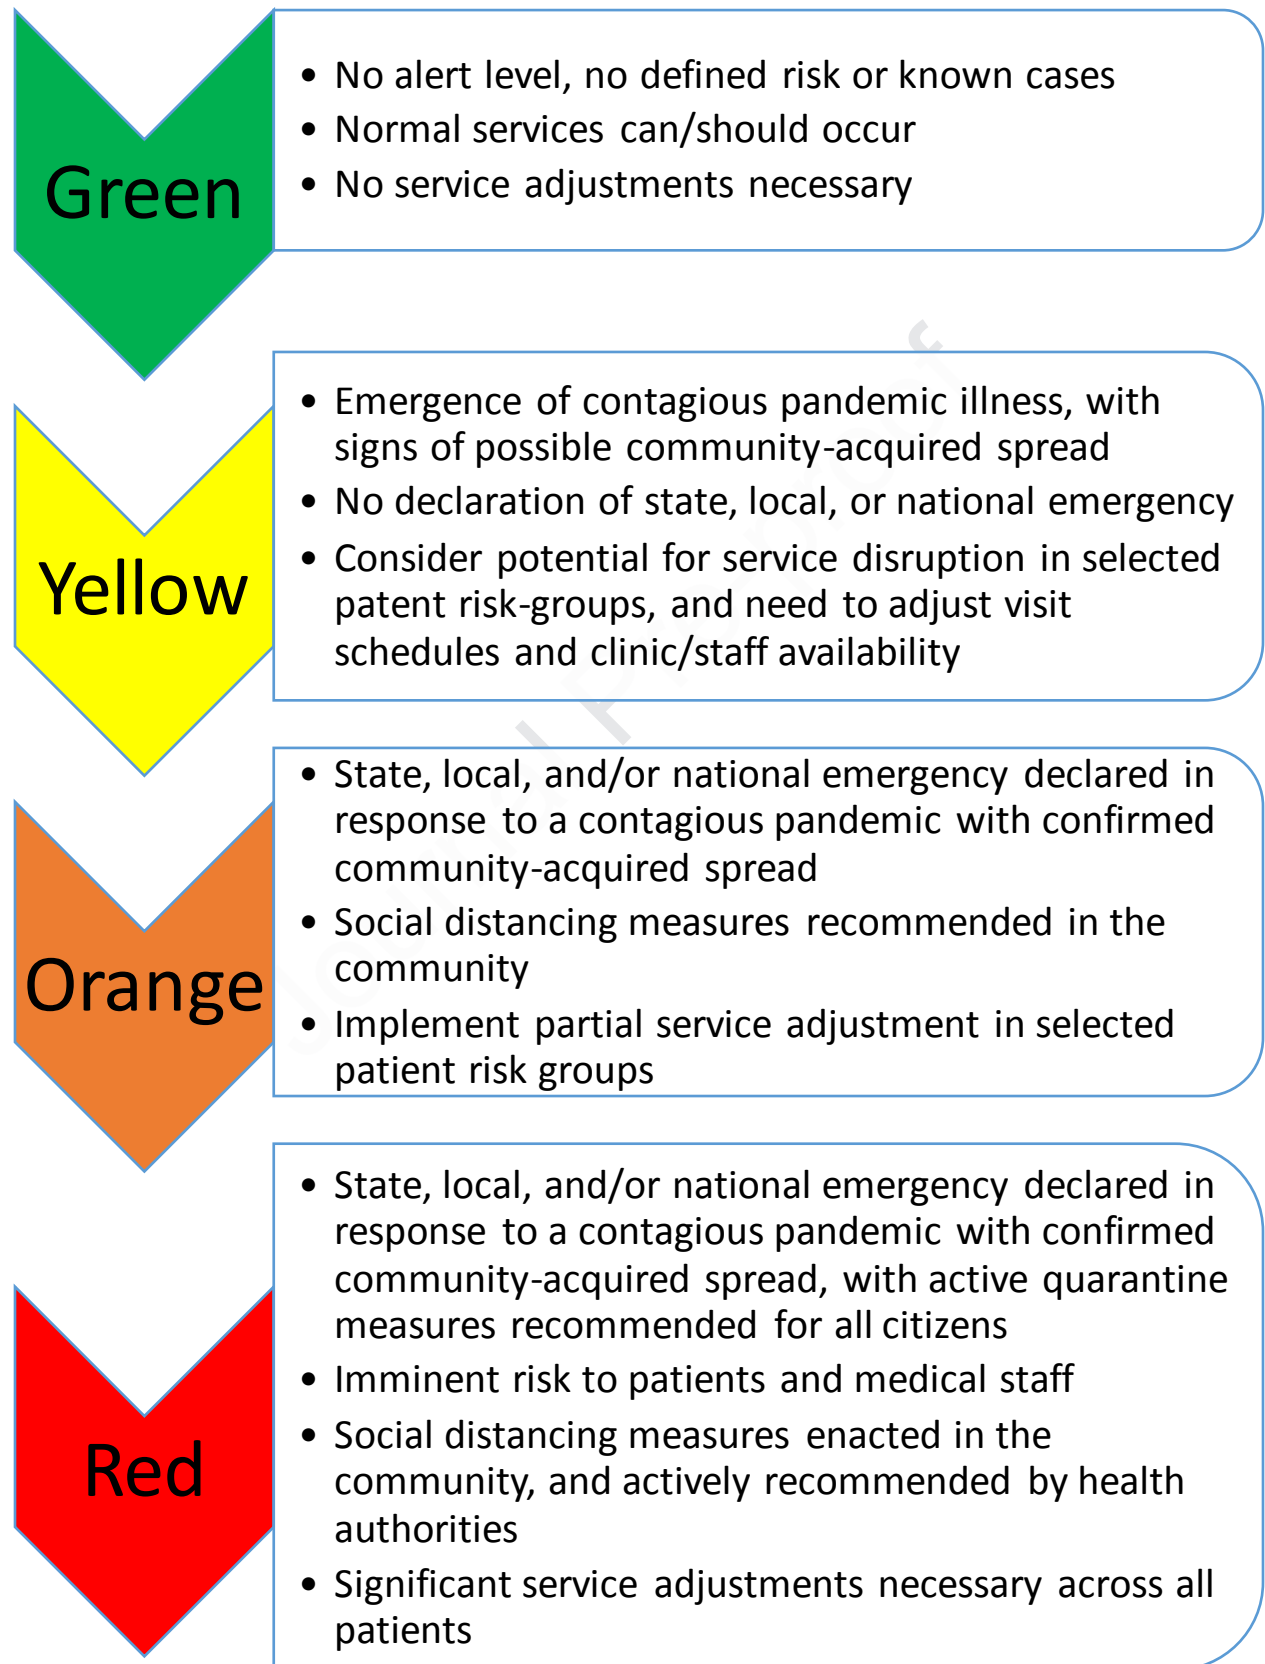 Green
• No alert level, no defined risk or known cases
• Normal services can/should occur
• No service adjustments necessary
Yellow
• Emergence of contagious pandemic illness, with
signs of possible community-acquired spread
• No declaration of state, local, or national emergency
• Consider potential for service disruption in selected
patent risk-groups, and need to adjust visit
schedules and clinic/staff availability
Orange
• State, local, and/or national emergency declared in
response to a contagious pandemic with confirmed
community-acquired spread
• Social distancing measures recommended in the
community
• Implement partial service adjustment in selected
patient risk groups
Red
• State, local, and/or national emergency declared in
response to a contagious pandemic with confirmed
community-acquired spread, with active quarantine
measures recommended for all citizens
• Imminent risk to patients and medical staff
• Social distancing measures enacted in the
community, and actively recommended by health
authorities
• Significant service adjustments necessary across all
patients
Journal Pre-proof